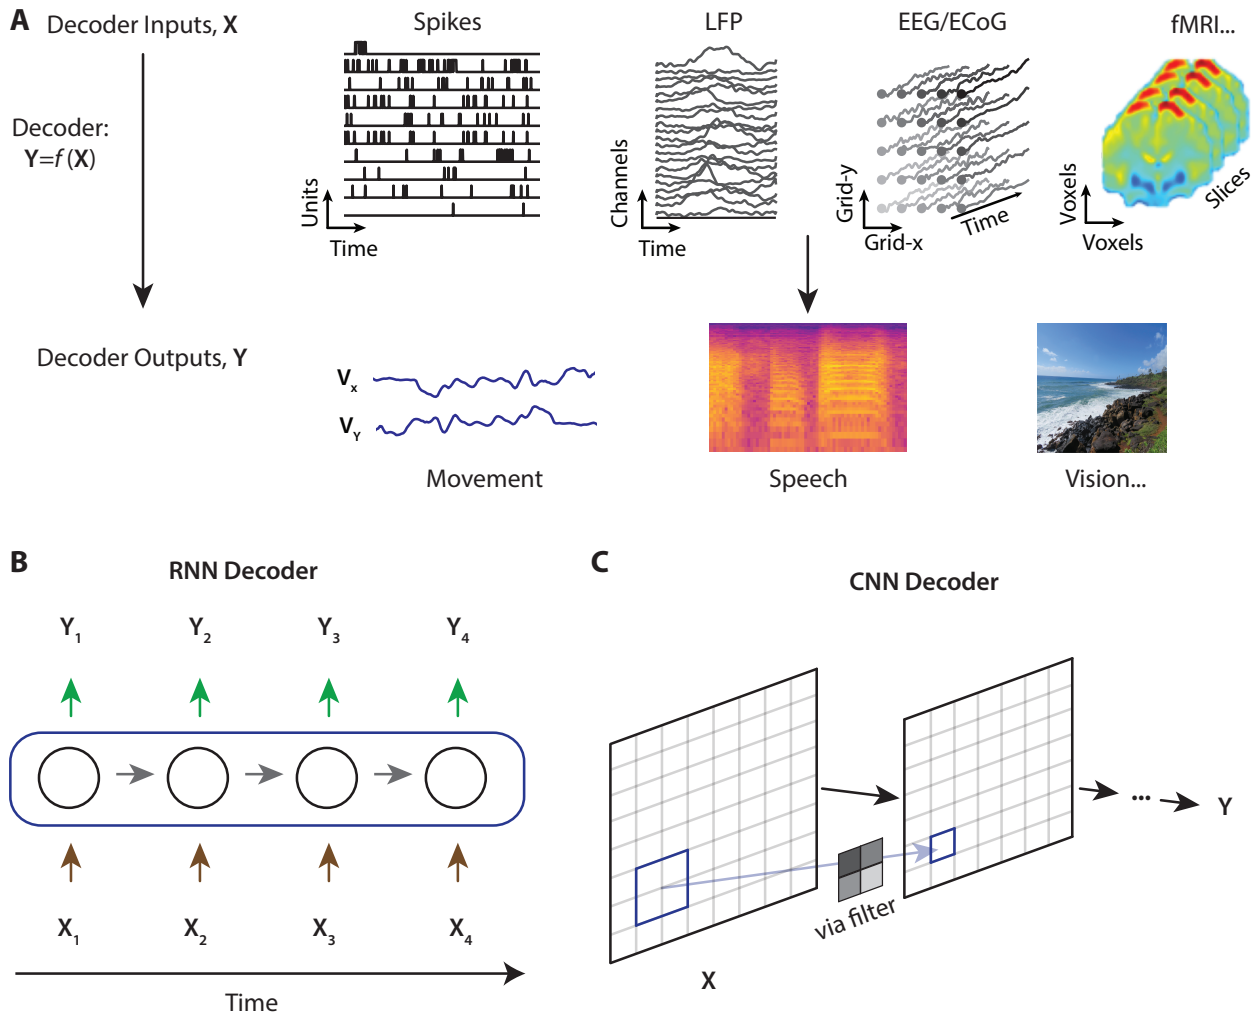 A
Decoder Inputs, X
Spikes
LFP
EEG/ECoG
fMRI...
Decoder:
Y=f(X)
Units
Time
Channels
Time
Grid-y
Grid-x
Time
Voxels
Voxels
Slices
Decoder Outputs, Y
Vx
VY
Movement
Speech
Vision...
B
RNN Decoder
Y1 Y2 Y3 Y4
X1 X2 X3 X4
Time
C
CNN Decoder
... Y
via filter
X